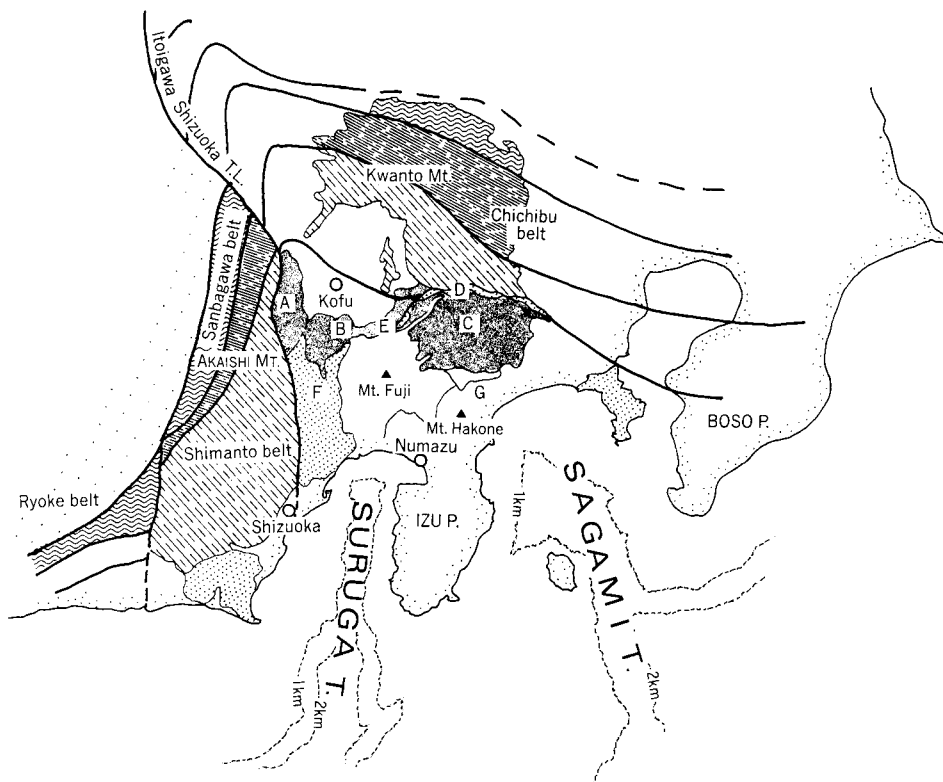 Itoigawa Shizuoka T.L.
Kwanto Mt.
Chichibu
belt
Sanbagawa belt
A
Kofu
D
B
E
C
AKAISHI MT.
F
Mt. Fuji
G
Mt. Hakone
BOSO P.
Numazu
Shimanto belt
Ryoke belt
Shizuoka
IZU P.
1km
SAGAMI T.
SURUGA T.
1km
2km
2km